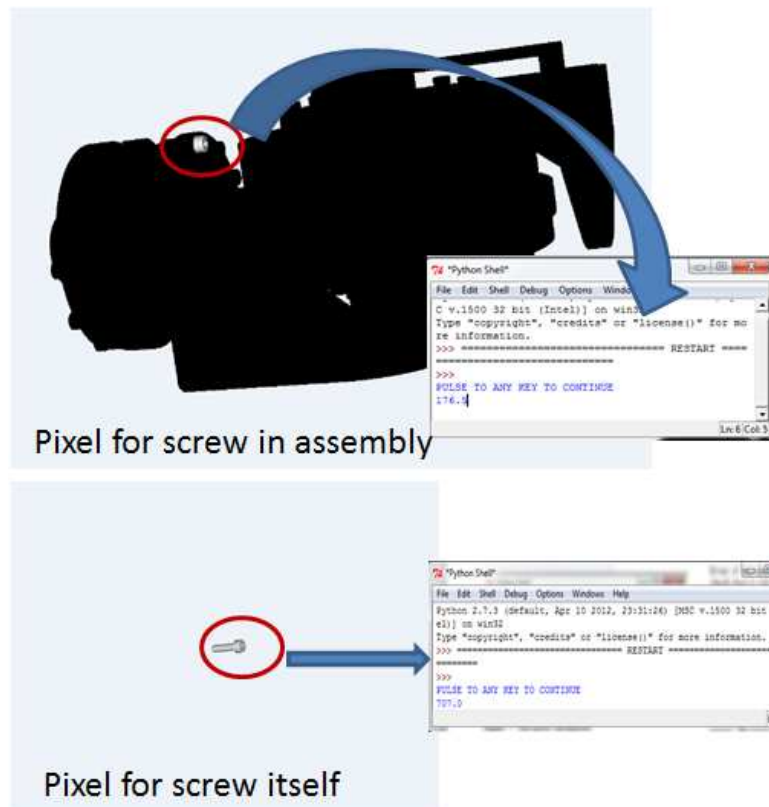 *Python Shell*
File Edit Shell Debug Options Windo
C v.1500 32 bit (Intel)] on win32
Type "copyright", "credits" or "license()" for mo
re information.
>>> ================================ RESTART ====
============================
>>>
PULSE TO ANY KEY TO CONTINUE
176.5
Ln: 6 Col: 5
Pixel for screw in assembly
*Python Shell*
File Edit Shell Debug Options Windows Help
Python 2.7.3 (default, Apr 10 2012, 23:31:26) [MSC v.1500 32 bit
el)] on win32
Type "copyright", "credits" or "license()" for more information.
>>> ================================ RESTART ====================
========
>>>
PULSE TO ANY KEY TO CONTINUE
707.0
Pixel for screw itself